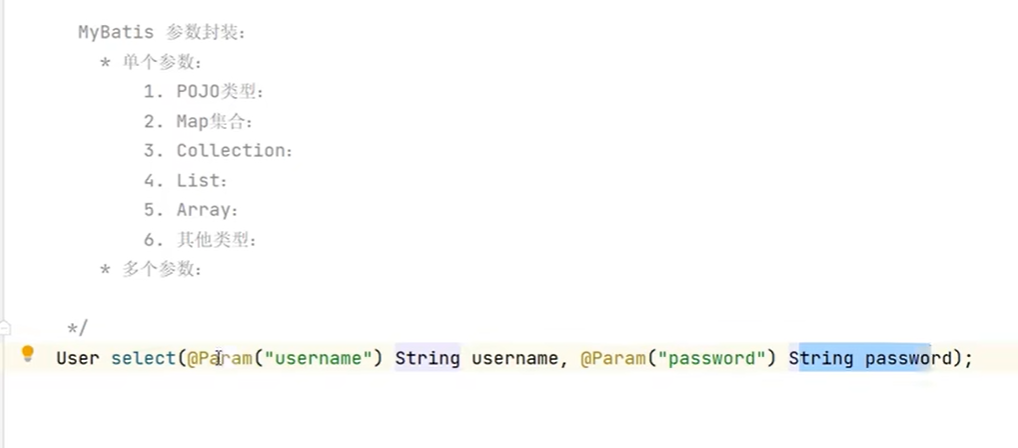 MyBatis 参数封装:
* 单个参数:
1. POJO类型:
2. Map集合:
3. Collection:
4. List:
5. Array:
6. 其他类型:
* 多个参数:
*/
User select(@Param("username") String username, @Param("password") String password);